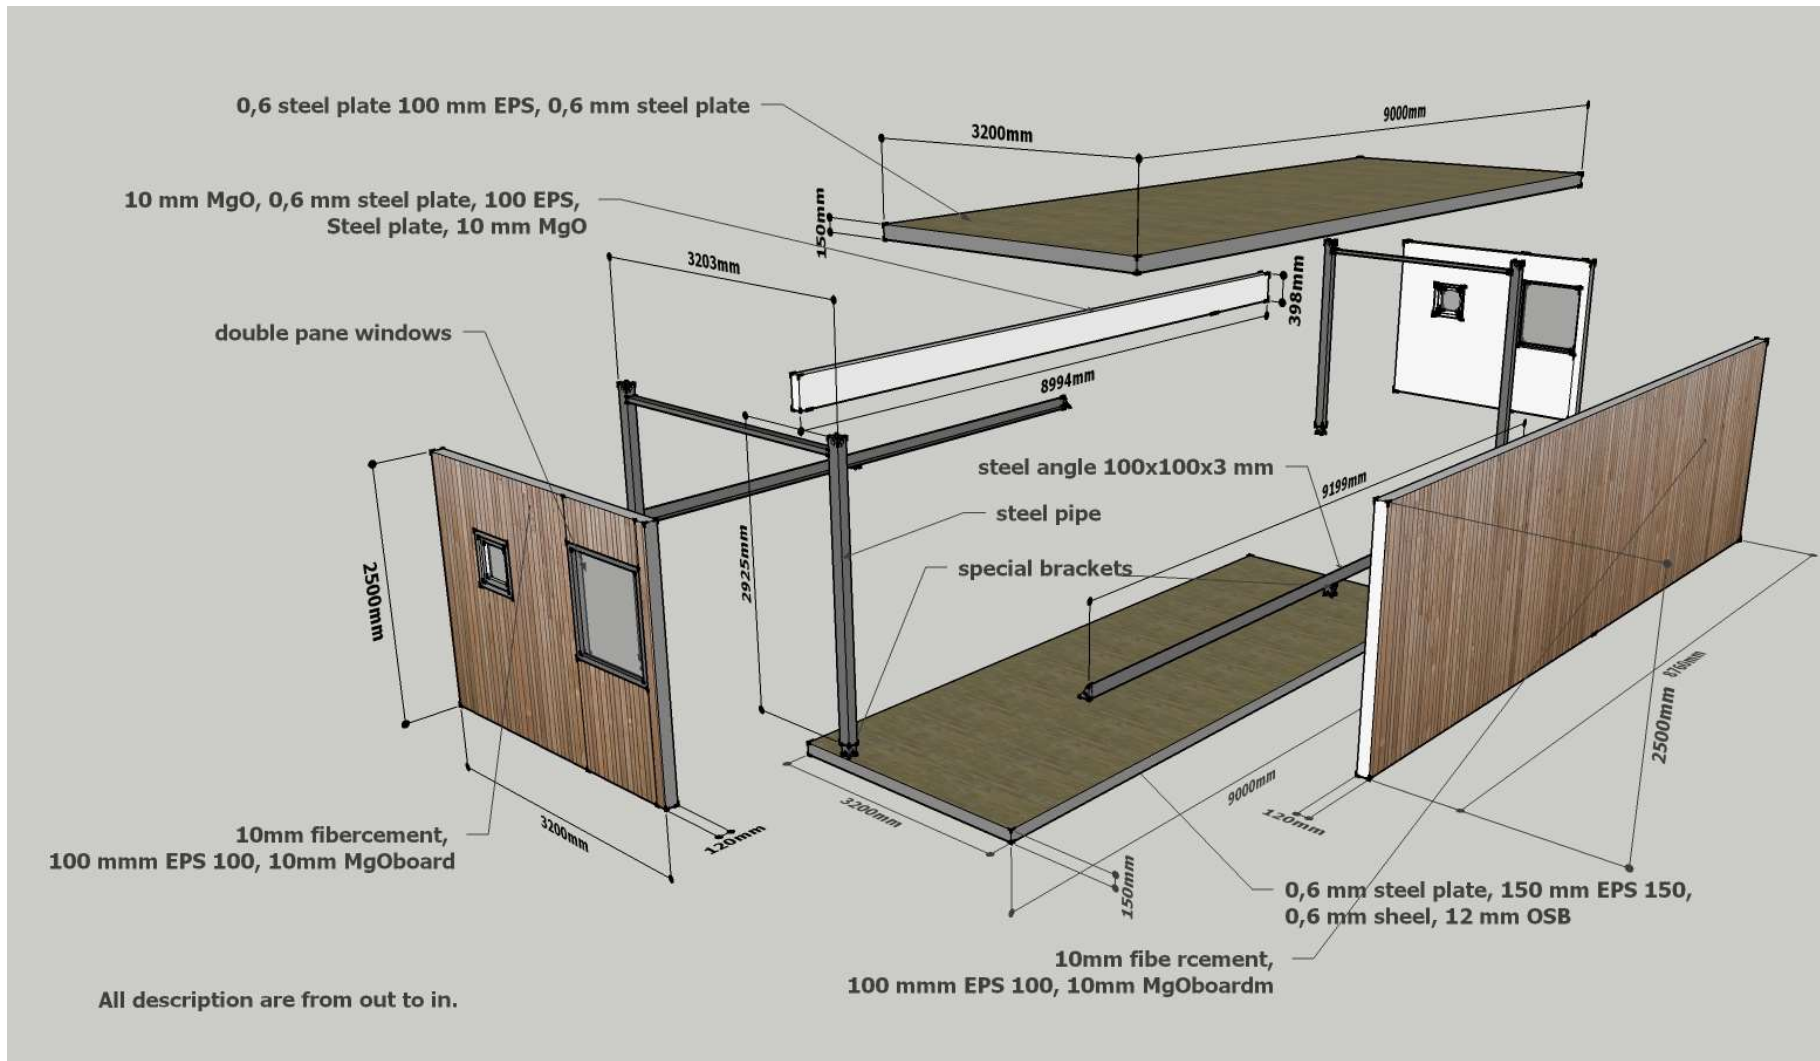 0,6 steel plate 100 mm EPS, 0,6 mm steel plate
3200mm
9000mm
10 mm MgO, 0,6 mm steel plate, 100 EPS,
Steel plate, 10 mm MgO
150mm
3203mm
398mm
double pane windows
8994mm
steel angle 100x100x3 mm
9199mm
steel pipe
2925mm
special brackets
2500mm
8760mm
2500mm
9000mm
3200mm
120mm
3200mm
120mm
10mm fibercement,
100 mmm EPS 100, 10mm MgOboard
150mm
0,6 mm steel plate, 150 mm EPS 150,
0,6 mm sheel, 12 mm OSB
10mm fibe rcement,
100 mmm EPS 100, 10mm MgOboardm
All description are from out to in.